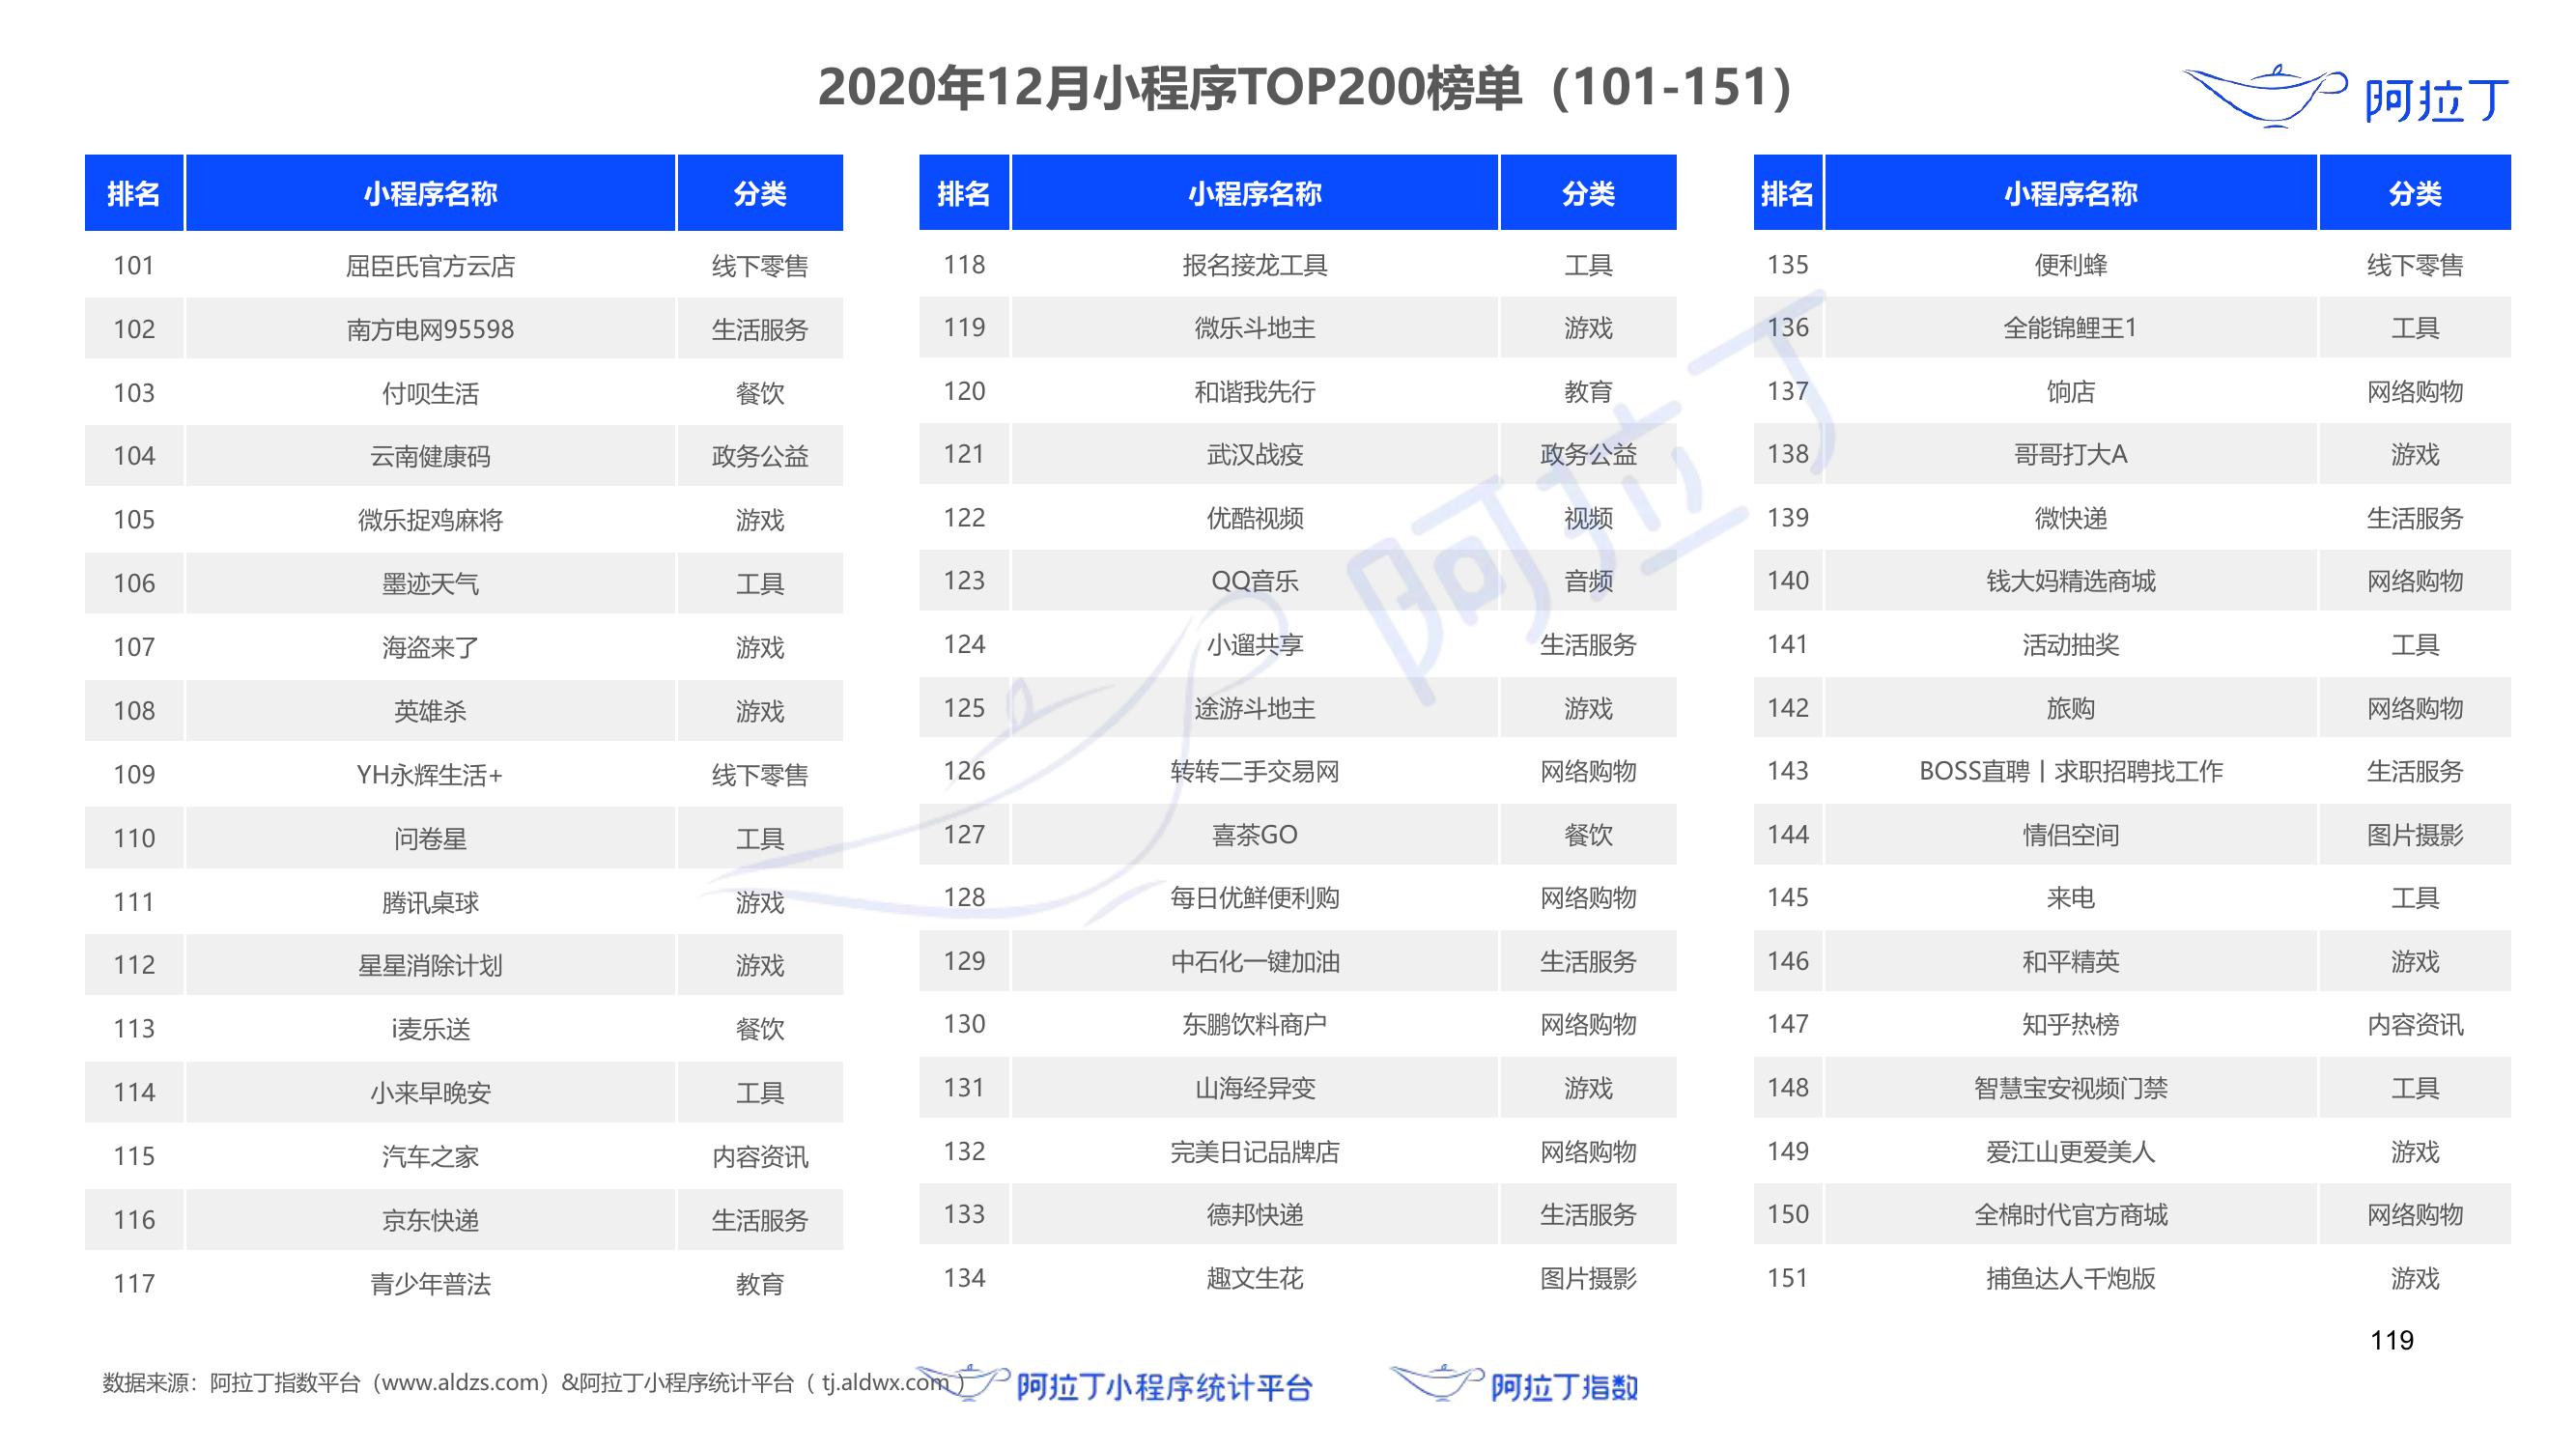 2020年12月小程序TOP200榜单（101-151）
阿拉丁
排名 小程序名称 分类
101 屈臣氏官方云店 线下零售
102 南方电网95598 生活服务
103 付呗生活 餐饮
104 云南健康码 政务公益
105 微乐捉鸡麻将 游戏
106 墨迹天气 工具
107 海盗来了 游戏
108 英雄杀 游戏
109 YH永辉生活+ 线下零售
110 问卷星 工具
111 腾讯桌球 游戏
112 星星消除计划 游戏
113 i麦乐送 餐饮
114 小来早晚安 工具
115 汽车之家 内容资讯
116 京东快递 生活服务
117 青少年普法 教育
排名 小程序名称 分类
118 报名接龙工具 工具
119 微乐斗地主 游戏
120 和谐我先行 教育
121 武汉战疫 政务公益
122 优酷视频 视频
123 QQ音乐 音频
124 小遛共享 生活服务
125 途游斗地主 游戏
126 转转二手交易网 网络购物
127 喜茶GO 餐饮
128 每日优鲜便利购 网络购物
129 中石化一键加油 生活服务
130 东鹏饮料商户 网络购物
131 山海经异变 游戏
132 完美日记品牌店 网络购物
133 德邦快递 生活服务
134 趣文生花 图片摄影
排名 小程序名称 分类
135 便利蜂 线下零售
136 全能锦鲤王1 工具
137 饷店 网络购物
138 哥哥打大A 游戏
139 微快递 生活服务
140 钱大妈精选商城 网络购物
141 活动抽奖 工具
142 旅购 网络购物
143 BOSS直聘丨求职招聘找工作 生活服务
144 情侣空间 图片摄影
145 来电 工具
146 和平精英 游戏
147 知乎热榜 内容资讯
148 智慧宝安视频门禁 工具
149 爱江山更爱美人 游戏
150 全棉时代官方商城 网络购物
151 捕鱼达人千炮版 游戏
阿拉丁
119
数据来源：阿拉丁指数平台（www.aldzs.com）&阿拉丁小程序统计平台（ tj.aldwx.com ）
阿拉丁小程序统计平台
阿拉丁指数